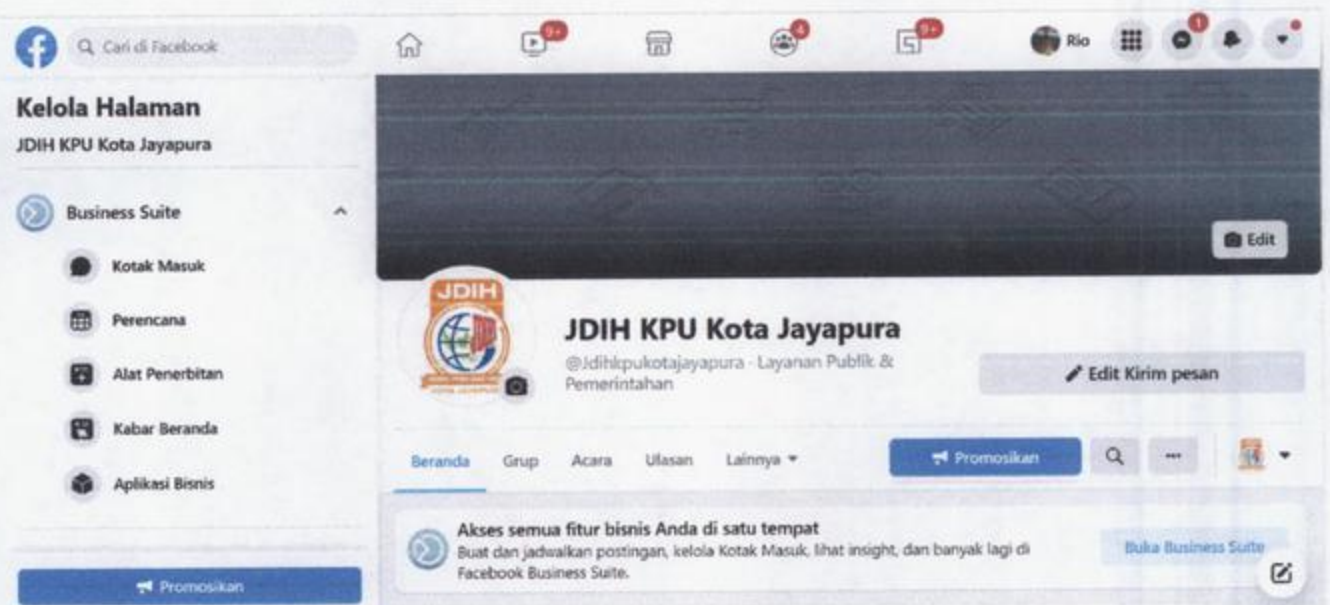 Cari di Facebook
9+
4
9+
Rio
1
Kelola Halaman
JDIH KPU Kota Jayapura
Business Suite
Kotak Masuk
Perencana
Alat Penerbitan
Kabar Beranda
Aplikasi Bisnis
Promosikan
Edit
JDIH
JDIH KPU Kota Jayapura
@Jdihkpukotajayapura · Layanan Publik &
Pemerintahan
Edit Kirim pesan
Beranda Grup Acara Ulasan Lainnya
Promosikan
Akses semua fitur bisnis Anda di satu tempat
Buat dan jadwalkan postingan, kelola Kotak Masuk, lihat insight, dan banyak lagi di
Facebook Business Suite.
Buka Business Suite